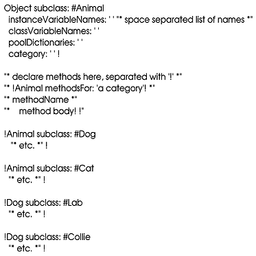 Object subclass: #Animal
instanceVariableNames: ' ' "* space separated list of names *"
classVariableNames: ' '
poolDictionaries: ' '
category: ' ' !
"* declare methods here, separated with '!' *"
"* !Animal methodsFor: 'a category'! *"
"* methodName *"
"* method body! !"
!Animal subclass: #Dog
"* etc. *" !
!Animal subclass: #Cat
"* etc. *" !
!Dog subclass: #Lab
"* etc. *" !
!Dog subclass: #Collie
"* etc. *" !